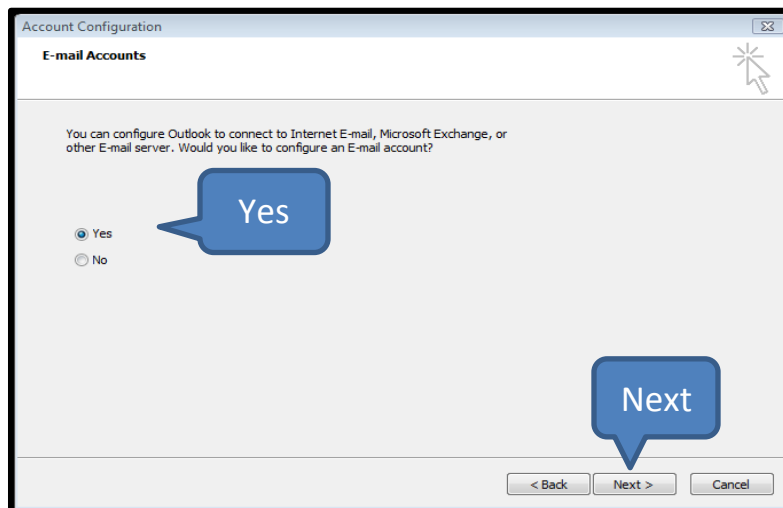 Account Configuration
E-mail Accounts
You can configure Outlook to connect to Internet E-mail, Microsoft Exchange, or
other E-mail server. Would you like to configure an E-mail account?
Yes
Yes
No
Next
< Back
Next >
Cancel